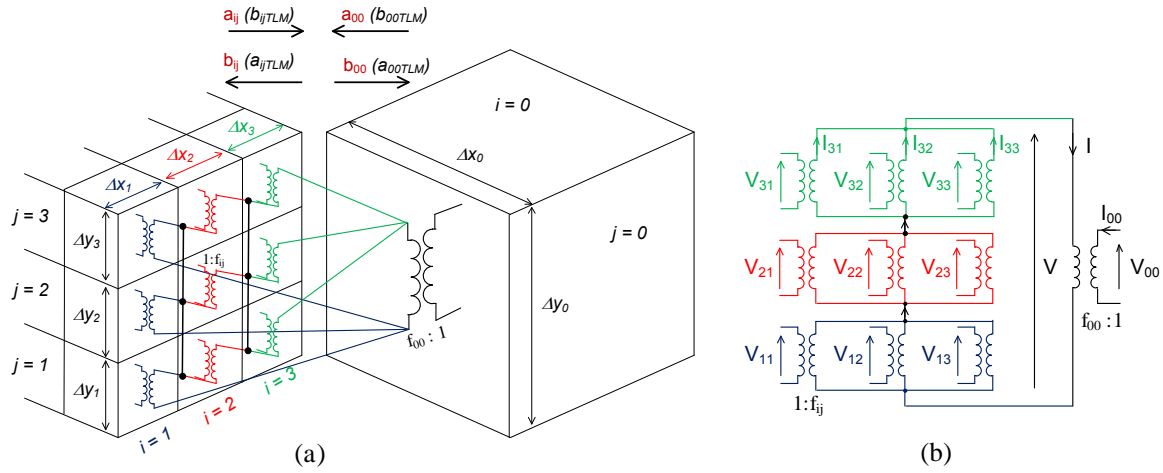 aij (bijTLM) a00 (b00TLM)
bij (aijTLM) b00 (a00TLM)
Δx3
Δx2
Δx1
i = 0
Δx0
j = 3
Δy3
1:fij
j = 0
j = 2
Δy2
Δy0
f00 : 1
j = 1
Δy1
i = 3
i = 2
i = 1
(a)
I31 I32 I33 I
V31 V32 V33
I00
V21 V22 V23 V V00
f00 : 1
V11 V12 V13
1:fij
(b)